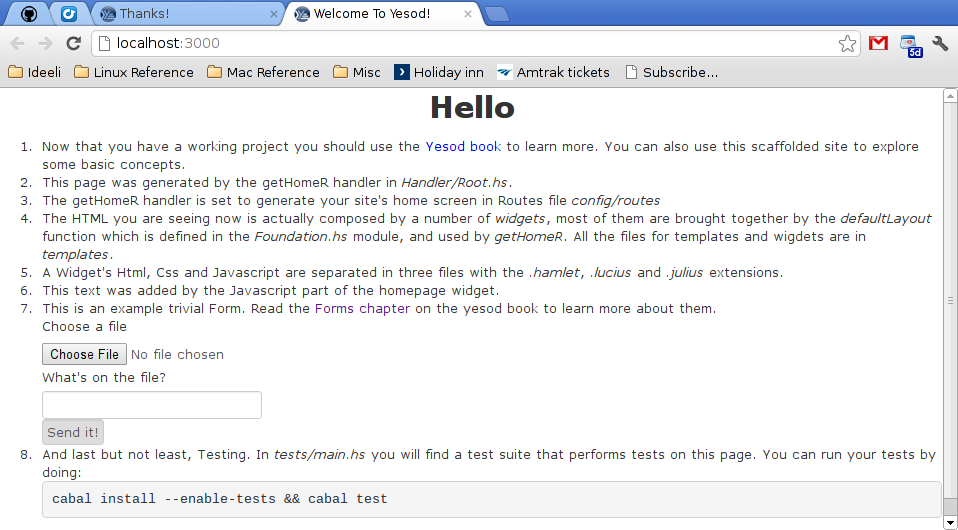 Thanks!
Welcome To Yesod!
localhost:3000
5d
Ideeli
Linux Reference
Mac Reference
Misc
Holiday inn
Amtrak tickets
Subscribe...
Hello
1. Now that you have a working project you should use the Yesod book to learn more. You can also use this scaffolded site to explore
some basic concepts.
2. This page was generated by the getHomeR handler in Handler/Root.hs.
3. The getHomeR handler is set to generate your site's home screen in Routes file config/routes
4. The HTML you are seeing now is actually composed by a number of widgets, most of them are brought together by the defaultLayout
function which is defined in the Foundation.hs module, and used by getHomeR. All the files for templates and wigdets are in
templates.
5. A Widget's Html, Css and Javascript are separated in three files with the .hamlet, .lucius and .julius extensions.
6. This text was added by the Javascript part of the homepage widget.
7. This is an example trivial Form. Read the Forms chapter on the yesod book to learn more about them.
Choose a file
Choose File No file chosen
What's on the file?
Send it!
8. And last but not least, Testing. In tests/main.hs you will find a test suite that performs tests on this page. You can run your tests by
doing:
cabal install --enable-tests && cabal test